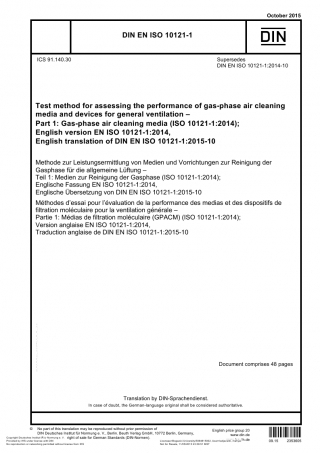 October 2015
DIN EN ISO 10121-1
DIN
ICS 91.140.30
Supersedes
DIN EN ISO 10121-1:2014-10
Test method for assessing the performance of gas-phase air cleaning
media and devices for general ventilation –
Part 1: Gas-phase air cleaning media (ISO 10121-1:2014);
English version EN ISO 10121-1:2014,
English translation of DIN EN ISO 10121-1:2015-10
Methode zur Leistungsermittlung von Medien und Vorrichtungen zur Reinigung der
Gasphase für die allgemeine Lüftung –
Teil 1: Medien zur Reinigung der Gasphase (ISO 10121-1:2014);
Englische Fassung EN ISO 10121-1:2014,
Englische Übersetzung von DIN EN ISO 10121-1:2015-10
Méthodes d'essai pour l'évaluation de la performance des medias et des dispositifs de
filtration moléculaire pour la ventilation générale –
Partie 1: Médias de filtration moléculaire (GPACM) (ISO 10121-1:2014);
Version anglaise EN ISO 10121-1:2014,
Traduction anglaise de DIN EN ISO 10121-1:2015-10
Document comprises 48 pages
Translation by DIN-Sprachendienst.
In case of doubt, the German-language original shall be considered authoritative.
No part of this translation may be reproduced without prior permission of
DIN Deutsches Institut für Normung e. V., Berlin. Beuth Verlag GmbH, 10772 Berlin, Germany,
right of sale for German Standards (DIN-Normen).
English price group 20
www.din.de